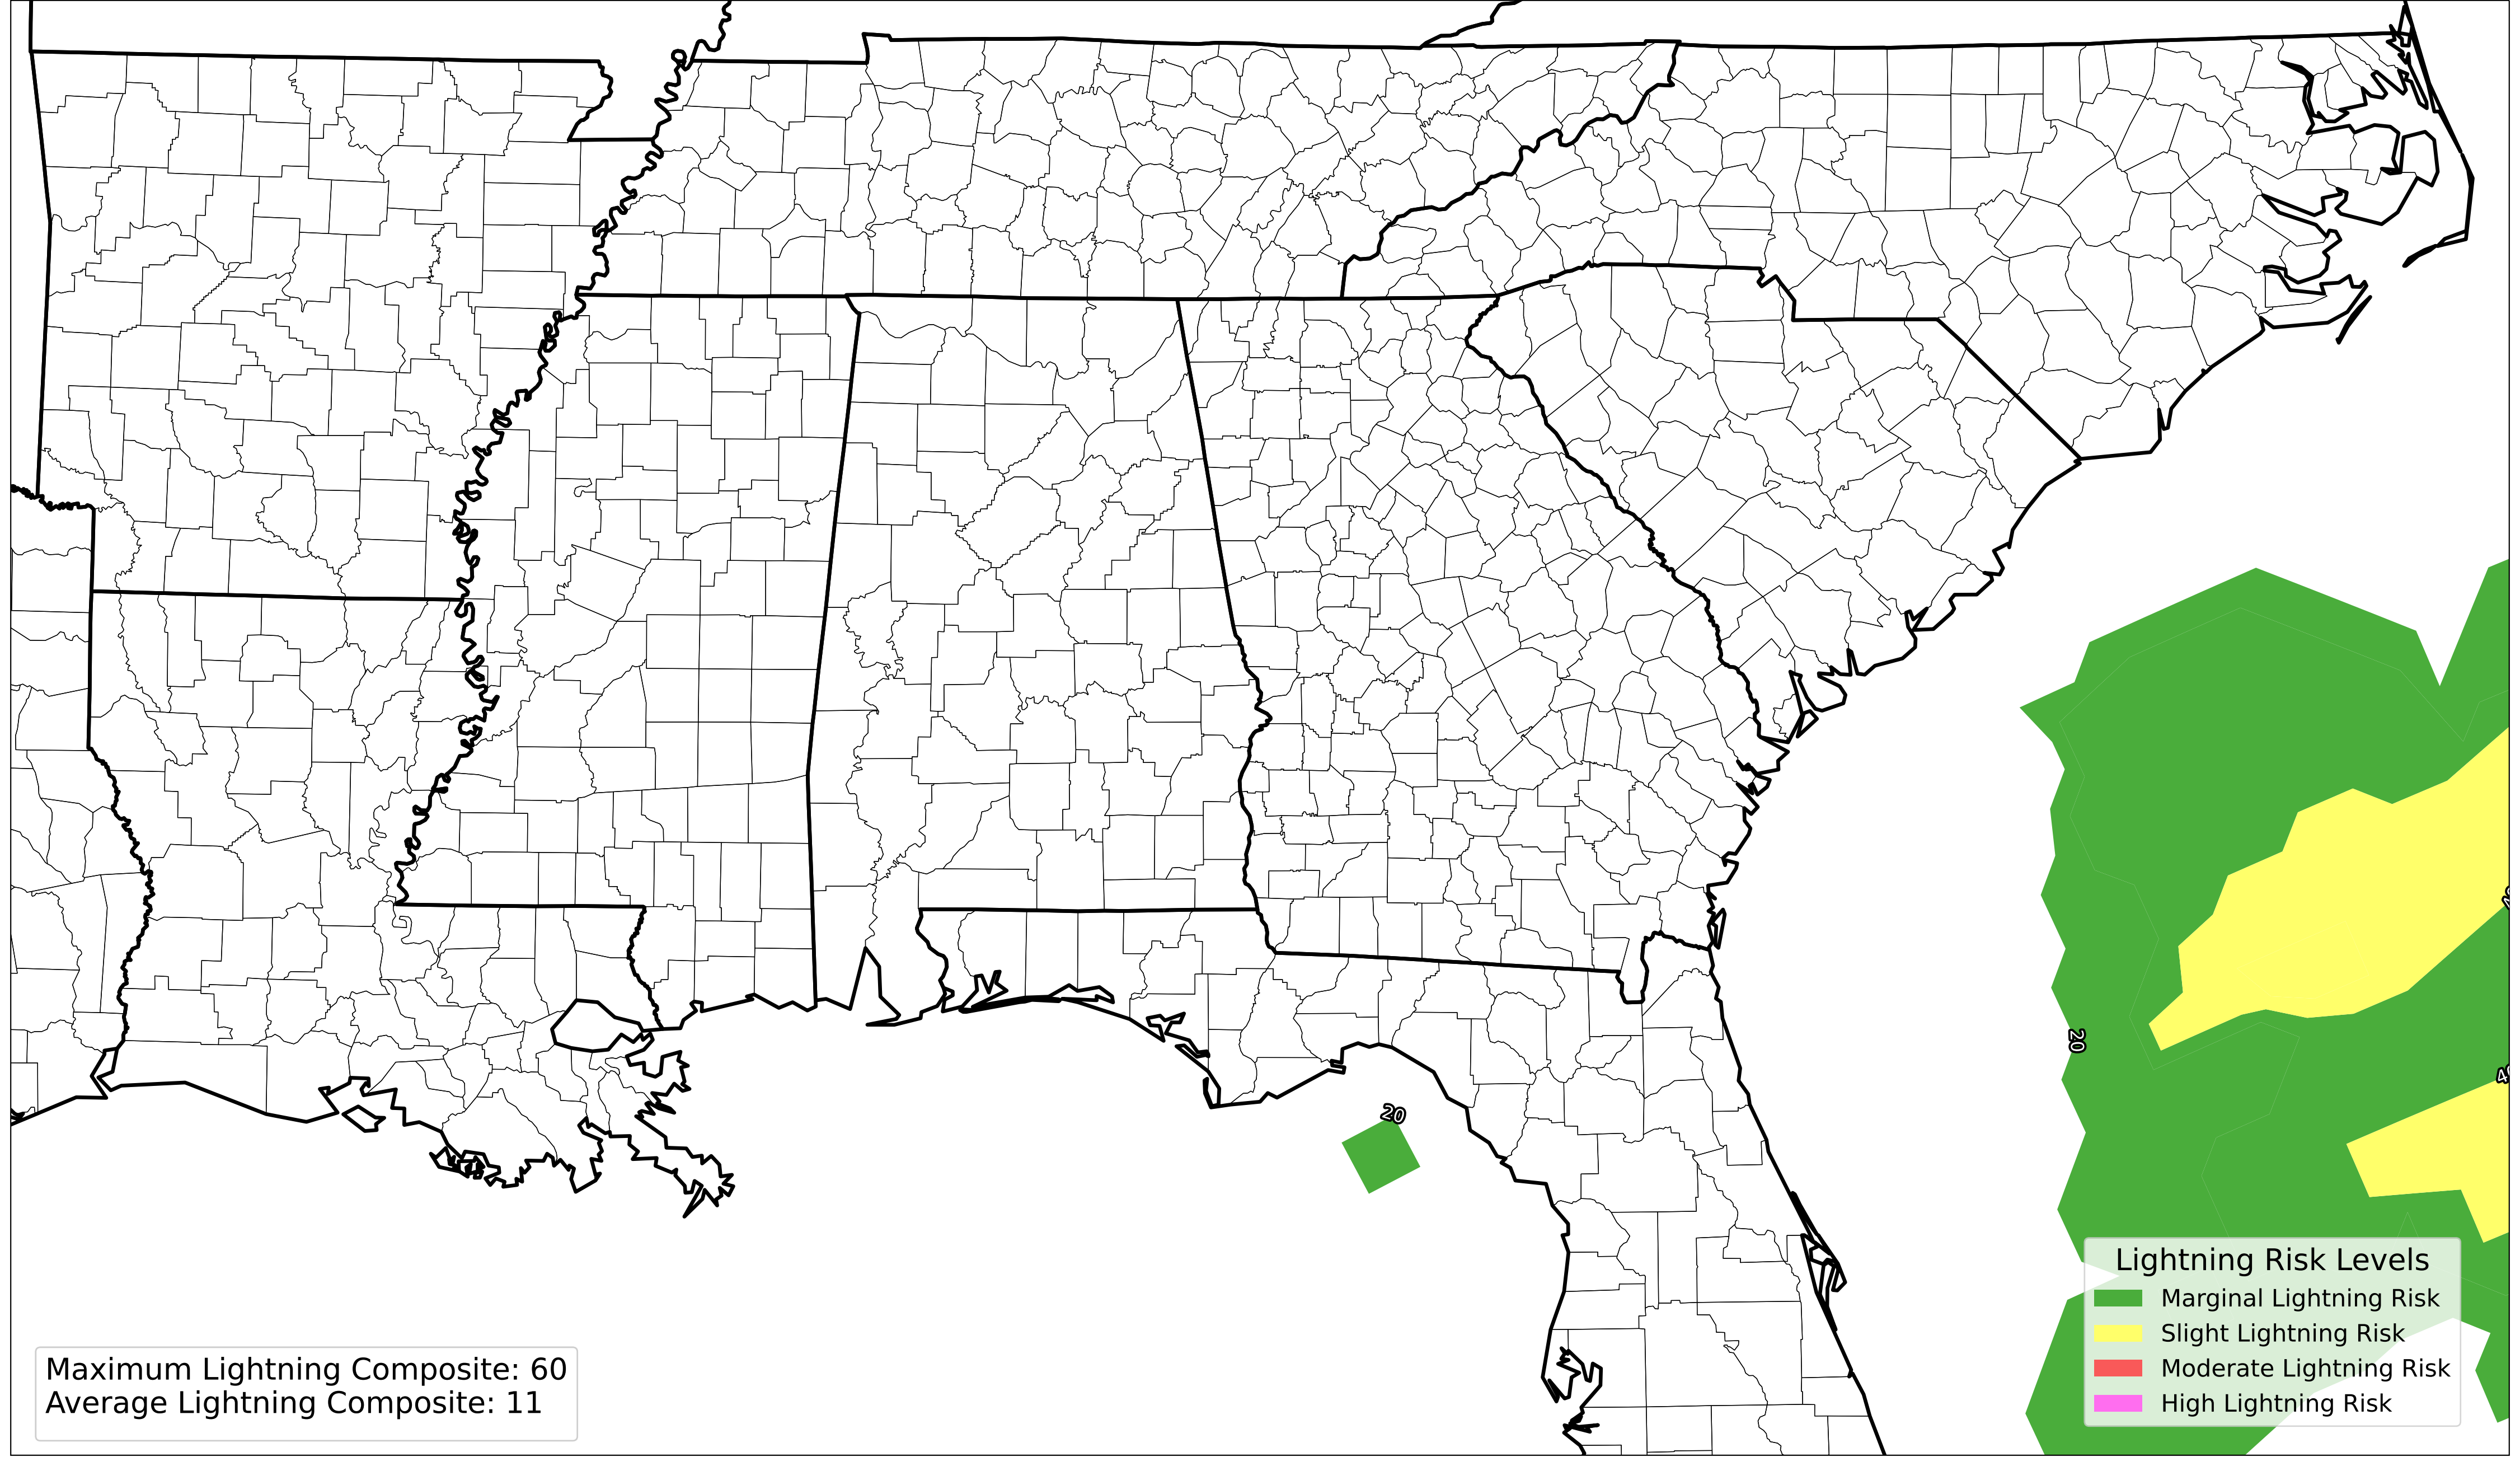 20
20
Lightning Risk Levels
Marginal Lightning Risk
Slight Lightning Risk
Moderate Lightning Risk
High Lightning Risk
Maximum Lightning Composite: 60
Average Lightning Composite: 11